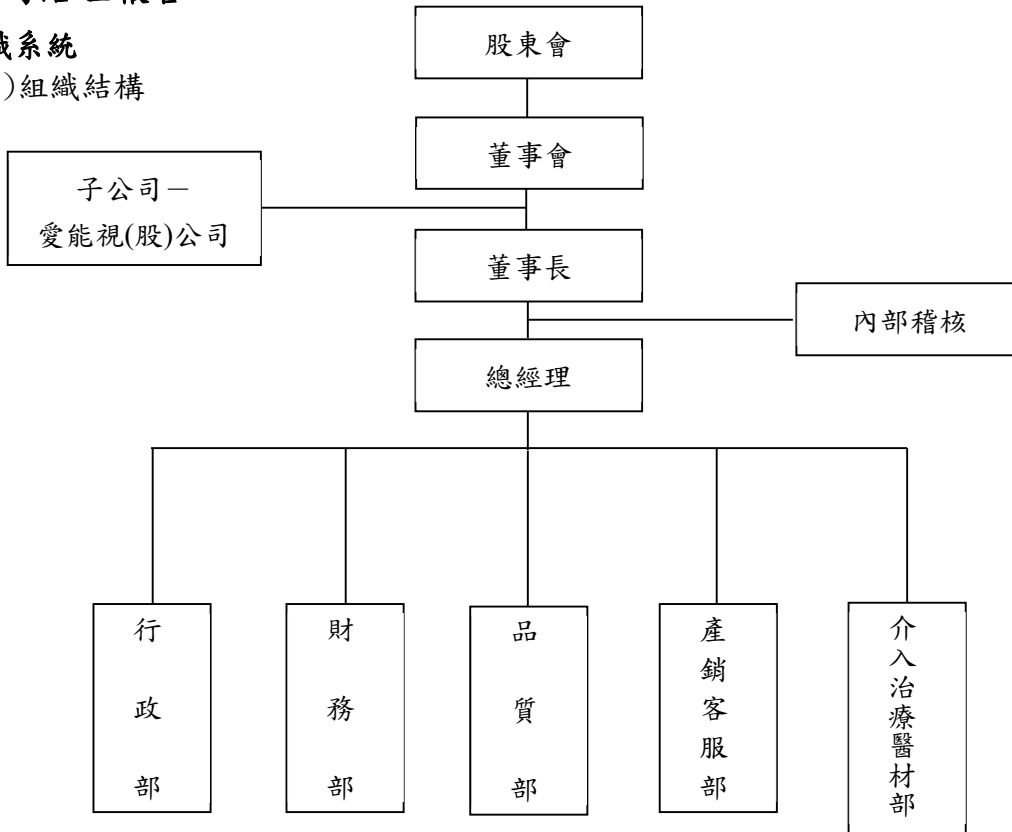 織系統
)組織結構
股東會
董事會
子公司－
愛能視(股)公司
董事長
內部稽核
總經理
行政部
財務部
品質部
產銷客服部
介入治療醫材部